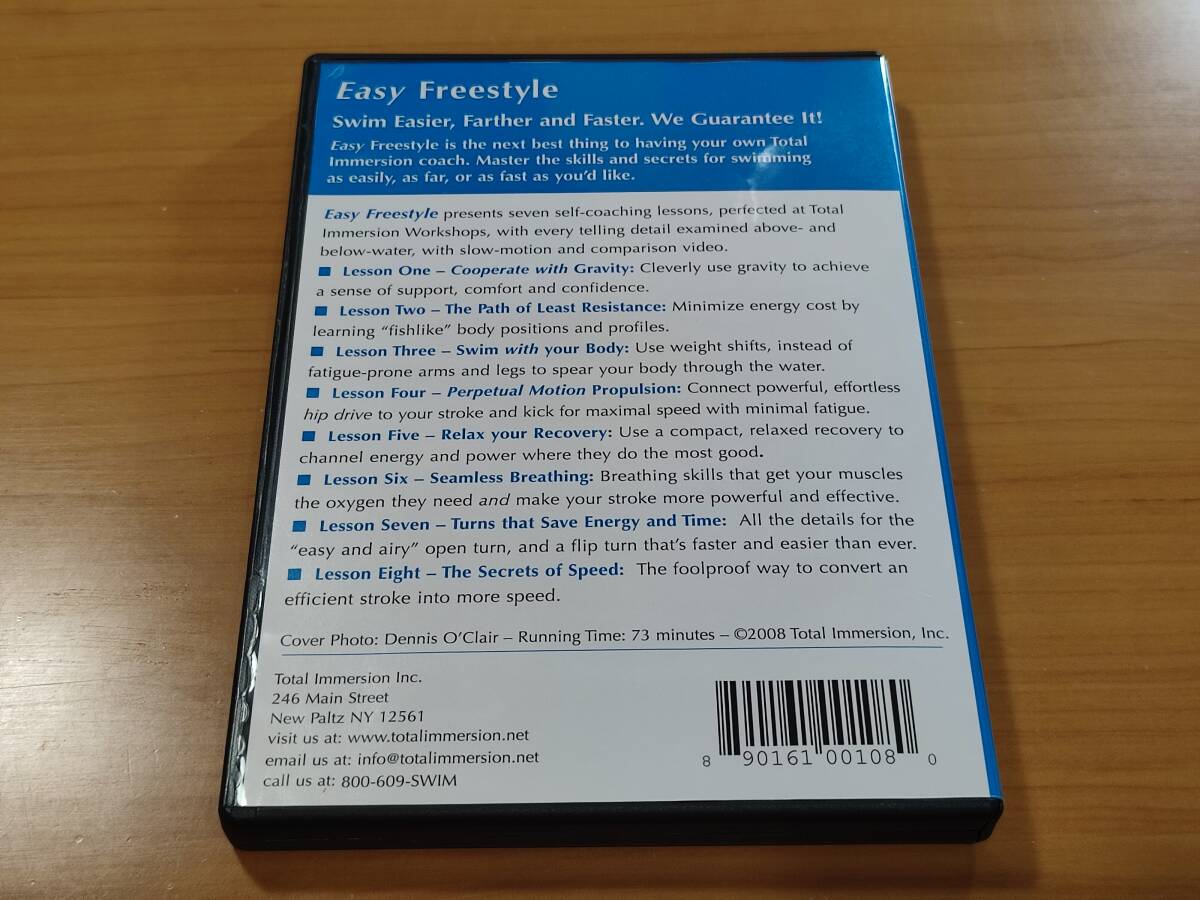 Easy Freestyle
Swim Easier, Farther and Faster. We Guarantee It!
Easy Freestyle is the next best thing to having your own Total
Immersion coach. Master the skills and secrets for swimming
as easily, as far, or as fast as you'd like.
Easy Freestyle presents seven self-coaching lessons, perfected at Total
Immersion Workshops, with every telling detail examined above- and
below-water, with slow-motion and comparison video.
■ Lesson One – Cooperate with Gravity: Cleverly use gravity to achieve
a sense of support, comfort and confidence.
■ Lesson Two – The Path of Least Resistance: Minimize energy cost by
learning “fishlike” body positions and profiles.
■ Lesson Three – Swim with your Body: Use weight shifts, instead of
fatigue-prone arms and legs to spear your body through the water.
■ Lesson Four – Perpetual Motion Propulsion: Connect powerful, effortless
hip drive to your stroke and kick for maximal speed with minimal fatigue.
■ Lesson Five – Relax your Recovery: Use a compact, relaxed recovery to
channel energy and power where they do the most good.
■ Lesson Six – Seamless Breathing: Breathing skills that get your muscles
the oxygen they need and make your stroke more powerful and effective.
■ Lesson Seven – Turns that Save Energy and Time: All the details for the
“easy and airy” open turn, and a flip turn that's faster and easier than ever.
■ Lesson Eight – The Secrets of Speed: The foolproof way to convert an
efficient stroke into more speed.
Cover Photo: Dennis O'Clair – Running Time: 73 minutes – ©2008 Total Immersion, Inc.
Total Immersion Inc.
246 Main Street
New Paltz NY 12561
visit us at: www.totalimmersion.net
email us at: info@totalimmersion.net
call us at: 800-609-SWIM
8 90161 00108 0